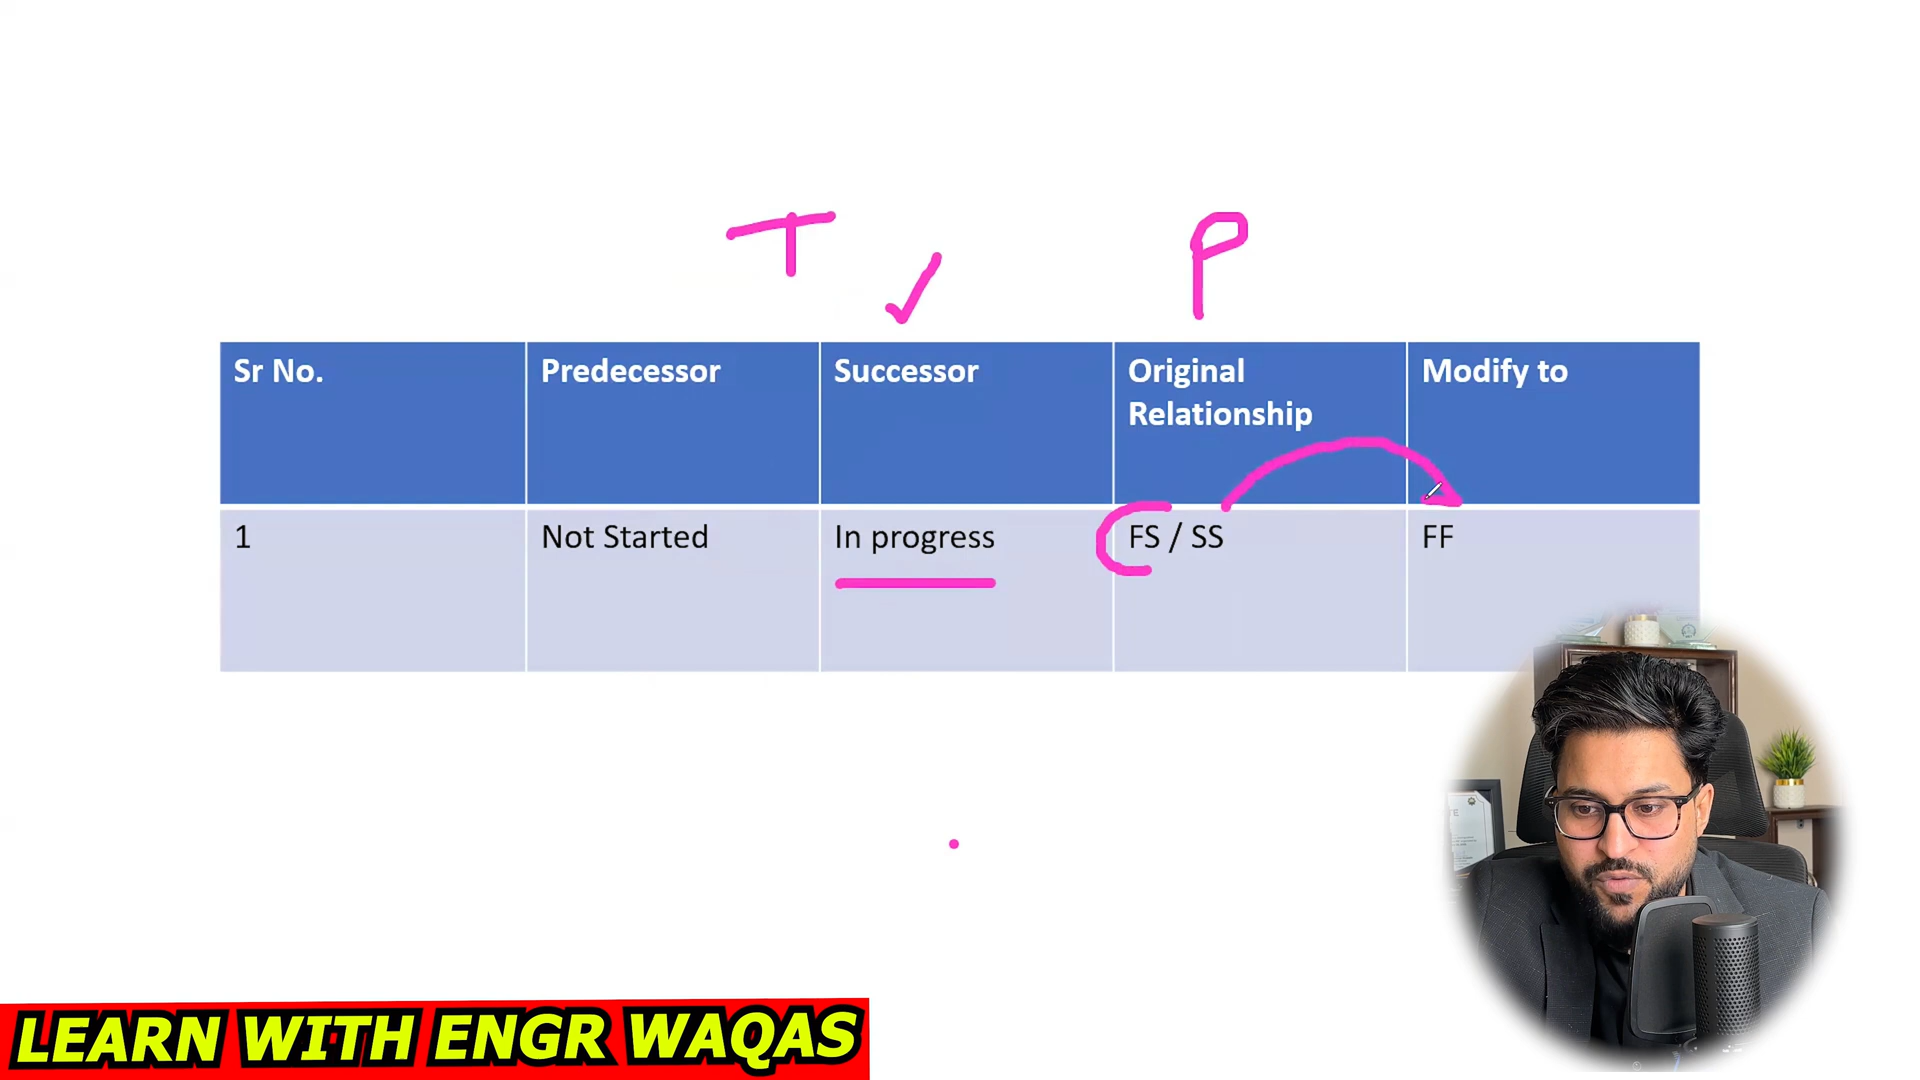 T
P
Sr No.
Predecessor
Successor
Original
Relationship
Modify to
1
Not Started
In progress
FS / SS
FF
LEARN WITH ENGR WAQAS